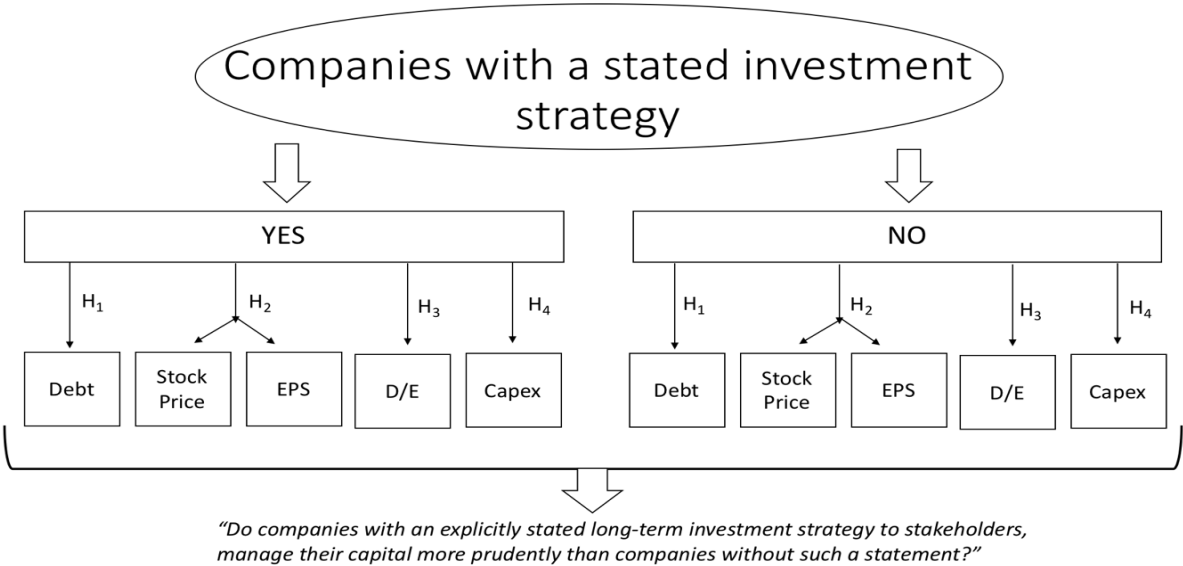 Companies with a stated investment
strategy
YES
NO
H₁
H₂
H₃
H₄
H₁
H₂
H₃
H₄
Debt
Stock
Price
EPS
D/E
Capex
Debt
Stock
Price
EPS
D/E
Capex
“Do companies with an explicitly stated long-term investment strategy to stakeholders,
manage their capital more prudently than companies without such a statement?”